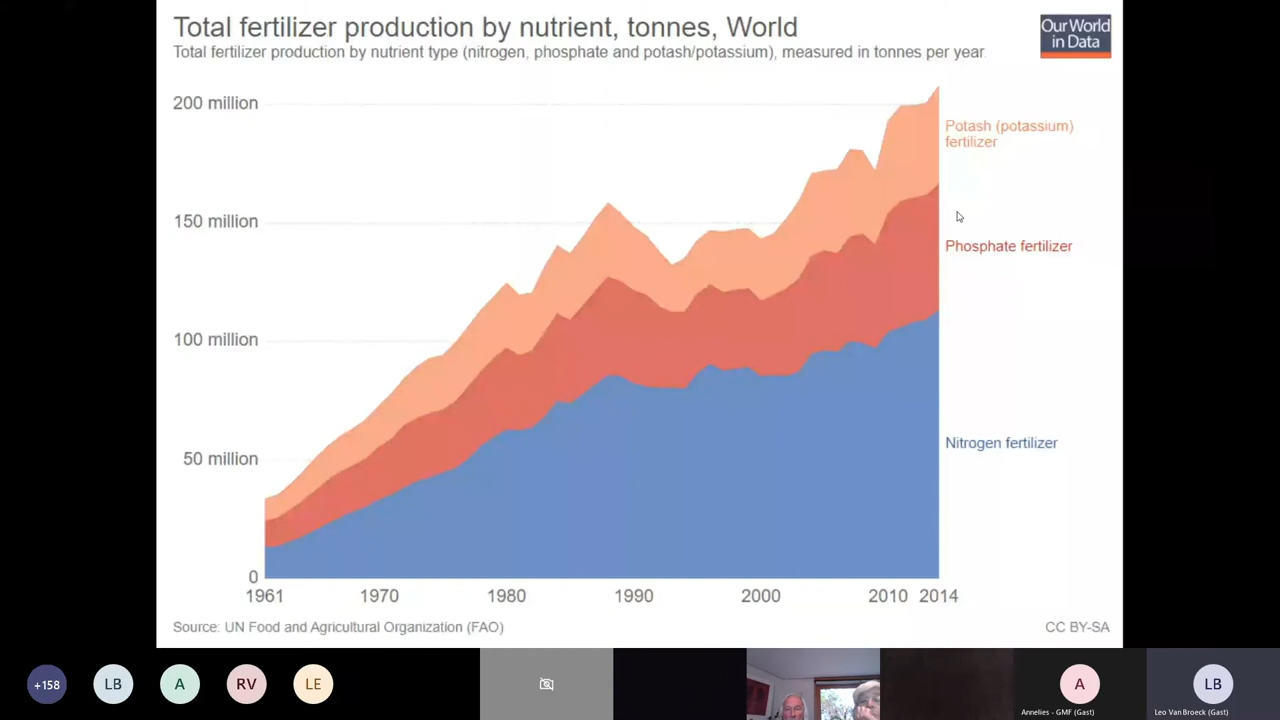 Total fertilizer production by nutrient, tonnes, World
Total fertilizer production by nutrient type (nitrogen, phosphate and potash/potassium), measured in tonnes per year.
Our World
in Data
200 million
150 million
100 million
50 million
0
Potash (potassium)
fertilizer
Phosphate fertilizer
Nitrogen fertilizer
1961 1970 1980 1990 2000 2010 2014
Source: UN Food and Agricultural Organization (FAO)
CC BY-SA
+158 LB A RV LE A LB
Annelies - GMF (Gast) Leo Van Broeck (Gast)